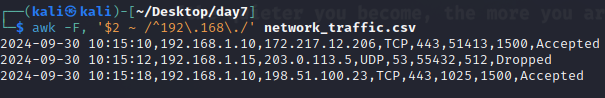 ┌──(kali㉿kali)-[~/Desktop/day7]
└─$ awk -F, '$2 ~ /^192\.168\./' network_traffic.csv
2024-09-30 10:15:10,192.168.1.10,172.217.12.206,TCP,443,51413,1500,Accepted
2024-09-30 10:15:12,192.168.1.15,203.0.113.5,UDP,53,55432,512,Dropped
2024-09-30 10:15:18,192.168.1.10,198.51.100.23,TCP,443,1025,1500,Accepted